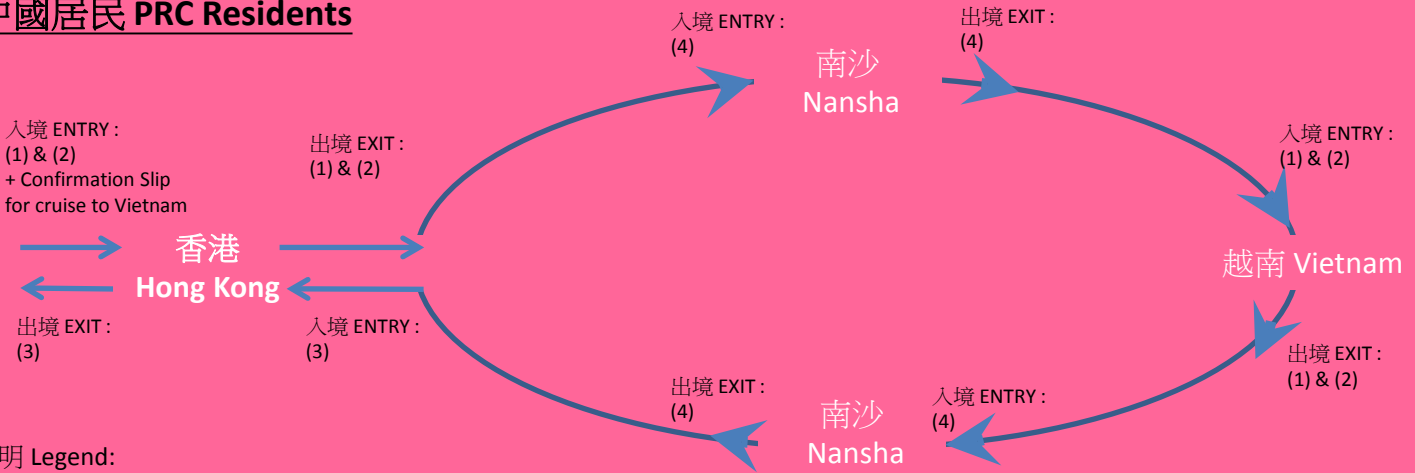 中國居民 PRC Residents
入境 ENTRY :
(4)
出境 EXIT :
(4)
南沙
Nansha
入境 ENTRY :
(1) & (2)
+ Confirmation Slip
for cruise to Vietnam
出境 EXIT :
(1) & (2)
入境 ENTRY :
(1) & (2)
香港
Hong Kong
越南 Vietnam
出境 EXIT :
(3)
入境 ENTRY :
(3)
出境 EXIT :
(1) & (2)
出境 EXIT :
(4)
南沙
Nansha
入境 ENTRY :
(4)
明 Legend: